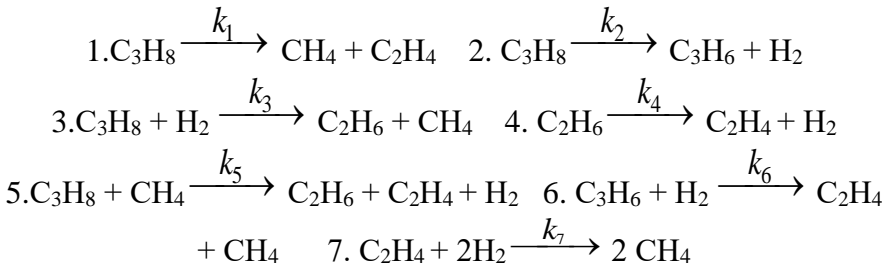 1.C₃H₈ —k₁→ CH₄ + C₂H₄ 2. C₃H₈ —k₂→ C₃H₆ + H₂
3.C₃H₈ + H₂ —k₃→ C₂H₆ + CH₄ 4. C₂H₆ —k₄→ C₂H₄ + H₂
5.C₃H₈ + CH₄ —k₅→ C₂H₆ + C₂H₄ + H₂ 6. C₃H₆ + H₂ —k₆→ C₂H₄
+ CH₄ 7. C₂H₄ + 2H₂ —k₇→ 2 CH₄